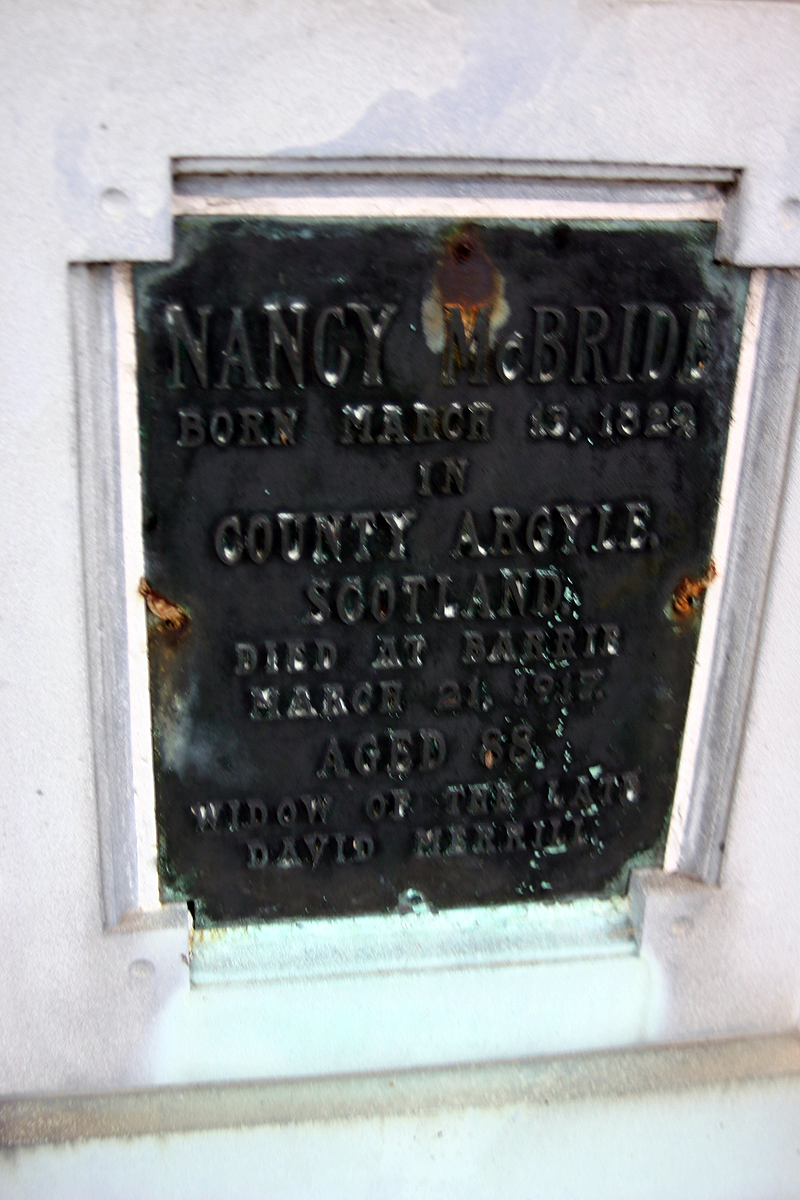 NANCY McBRIDE
BORN MARCH 1829
IN
COUNTY ARGYLE.
SCOTLAND.
DIED AT BARRIE
MARCH 21, 1917.
AGED 88.
WIDOW OF THE LATE
DAVID MERRILL.